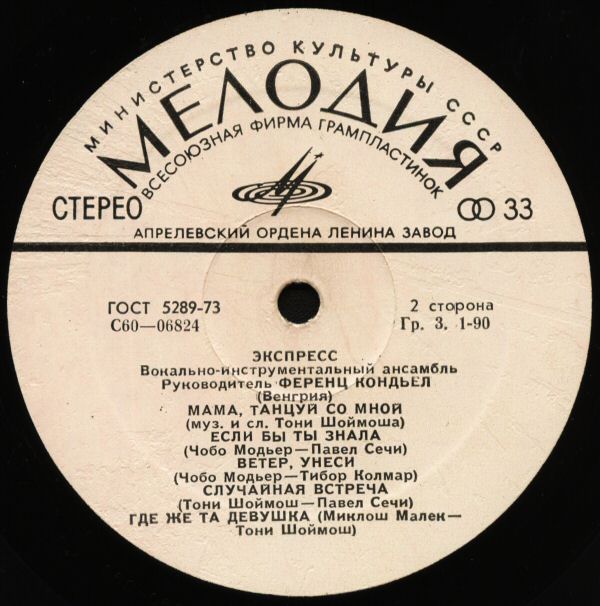 МИНИСТЕРСТВО КУЛЬТУРЫ СССР
МЕЛОДИЯ
ВСЕСОЮЗНАЯ ФИРМА ГРАМПЛАСТИНОК
СТЕРЕО 33
АПРЕЛЕВСКИЙ ОРДЕНА ЛЕНИНА ЗАВОД
ГОСТ 5289-73 2 сторона
С60—06824 Гр. 3. 1-90
ЭКСПРЕСС
Вокально-инструментальный ансамбль
Руководитель ФЕРЕНЦ КОНДЬЕЛ
(Венгрия)
МАМА, ТАНЦУЙ СО МНОЙ
(муз. и сл. Тони Шоймоша)
ЕСЛИ БЫ ТЫ ЗНАЛА
(Чобо Модьер—Павел Сечи)
ВЕТЕР, УНЕСИ
(Чобо Модьер—Тибор Колмар)
СЛУЧАЙНАЯ ВСТРЕЧА
(Тони Шоймош—Павел Сечи)
ГДЕ ЖЕ ТА ДЕВУШКА (Миклош Малек—
Тони Шоймош)